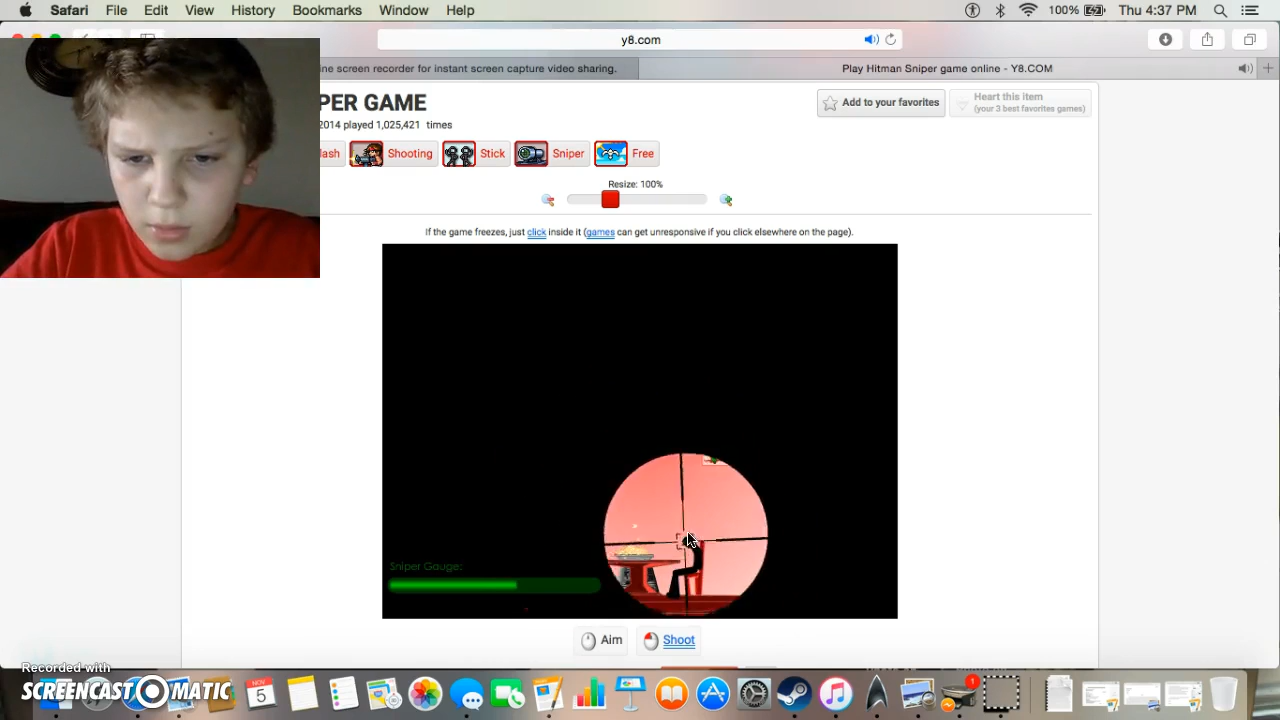 Safari File Edit View History Bookmarks Window Help 100% Thu 4:37 PM
y8.com
ne screen recorder for instant screen capture video sharing. Play Hitman Sniper game online - Y8.COM
PER GAME
Add to your favorites
Heart this item
(your 3 best favorites games)
2014 played 1,025,421 times
lash Shooting Stick Sniper Free
Resize: 100%
If the game freezes, just click inside it (games can get unresponsive if you click elsewhere on the page).
Sniper Gauge:
Aim Shoot
Recorded with
SCREENCAST-O-MATIC
NOV
5
1